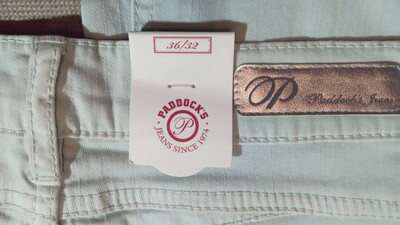 36/32
PADDOCK'S
P
JEANS SINCE 1974
P Paddock's Jeans